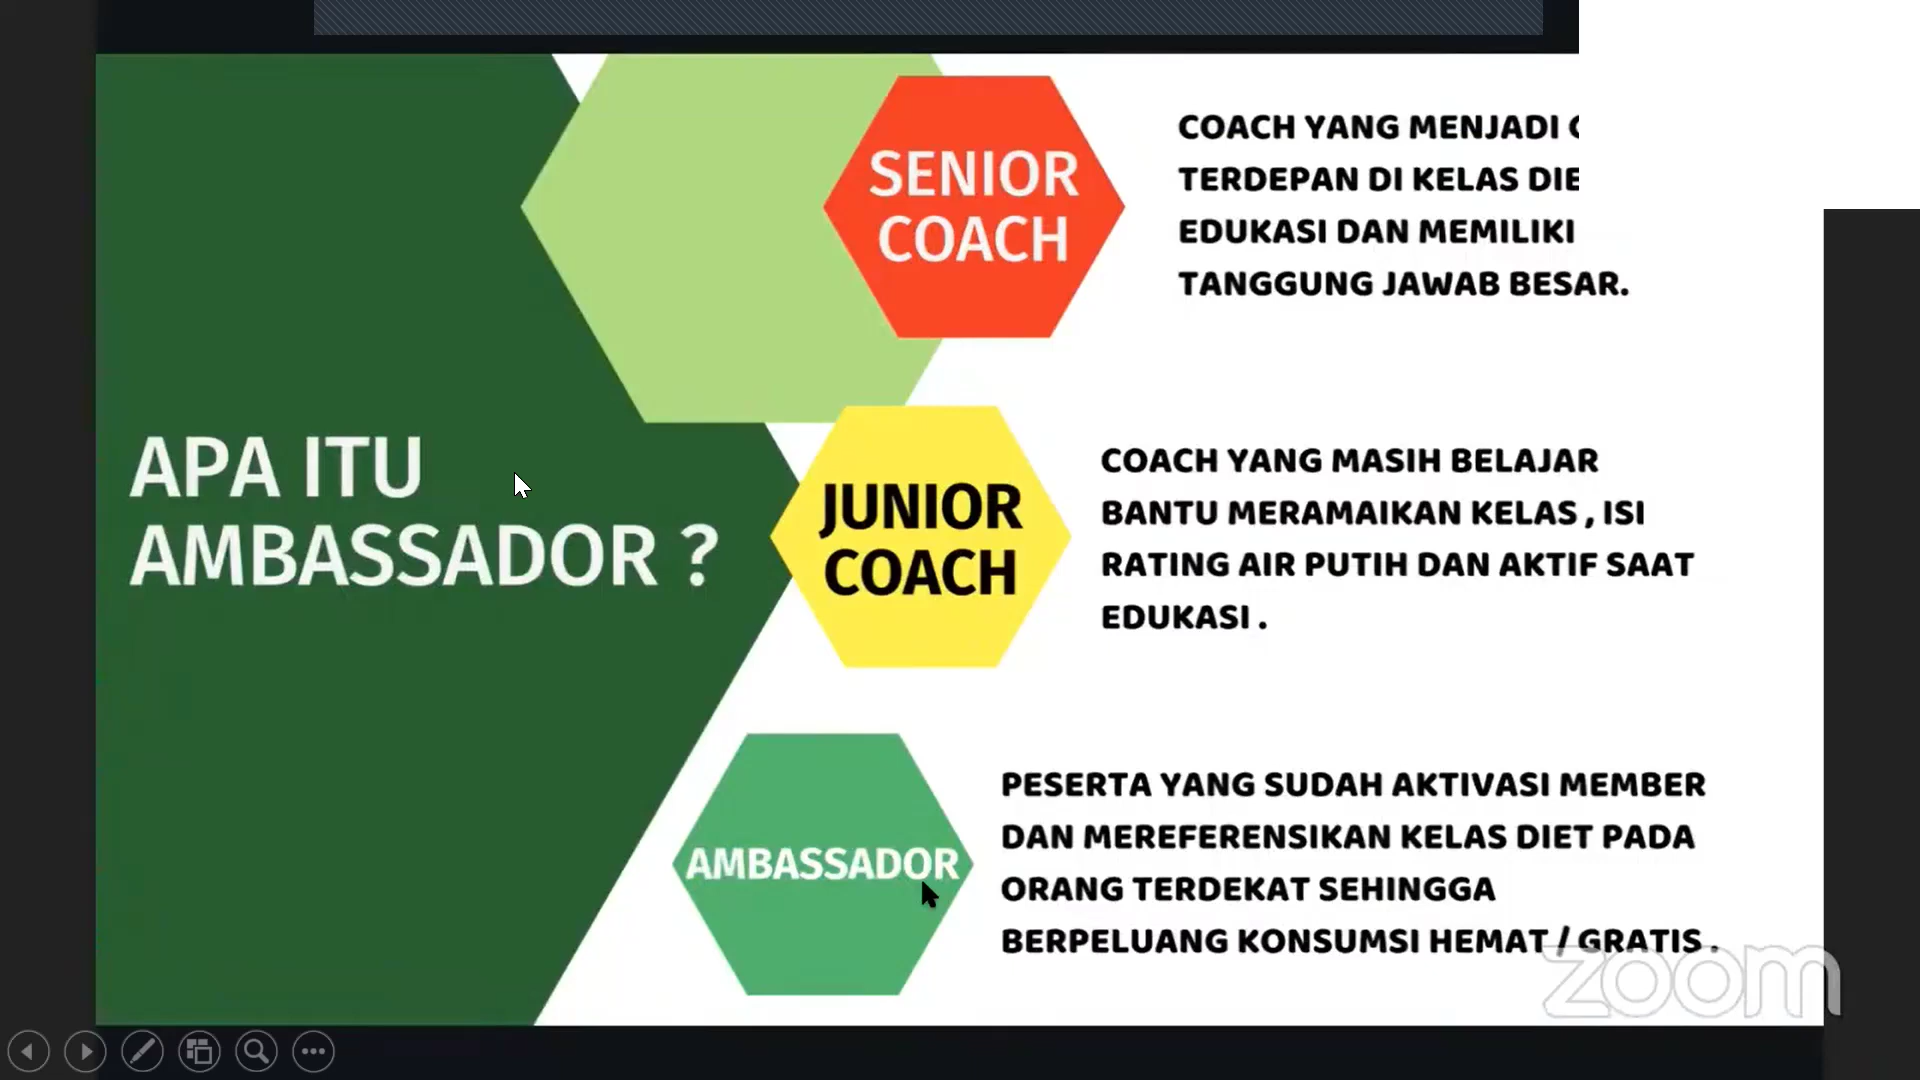 APA ITU
AMBASSADOR ?
SENIOR
COACH
COACH YANG MENJADI
TERDEPAN DI KELAS
EDUKASI DAN MEMILIKI
TANGGUNG JAWAB BESAR.
JUNIOR
COACH
COACH YANG MASIH BELAJAR
BANTU MERAMAIKAN KELAS , ISI
RATING AIR PUTIH DAN AKTIF SAAT
EDUKASI .
AMBASSADOR
PESERTA YANG SUDAH AKTIVASI MEMBER
DAN MEREFERENSIKAN KELAS DIET PADA
ORANG TERDEKAT SEHINGGA
BERPELUANG KONSUMSI HEMAT / GRATIS .
zoom